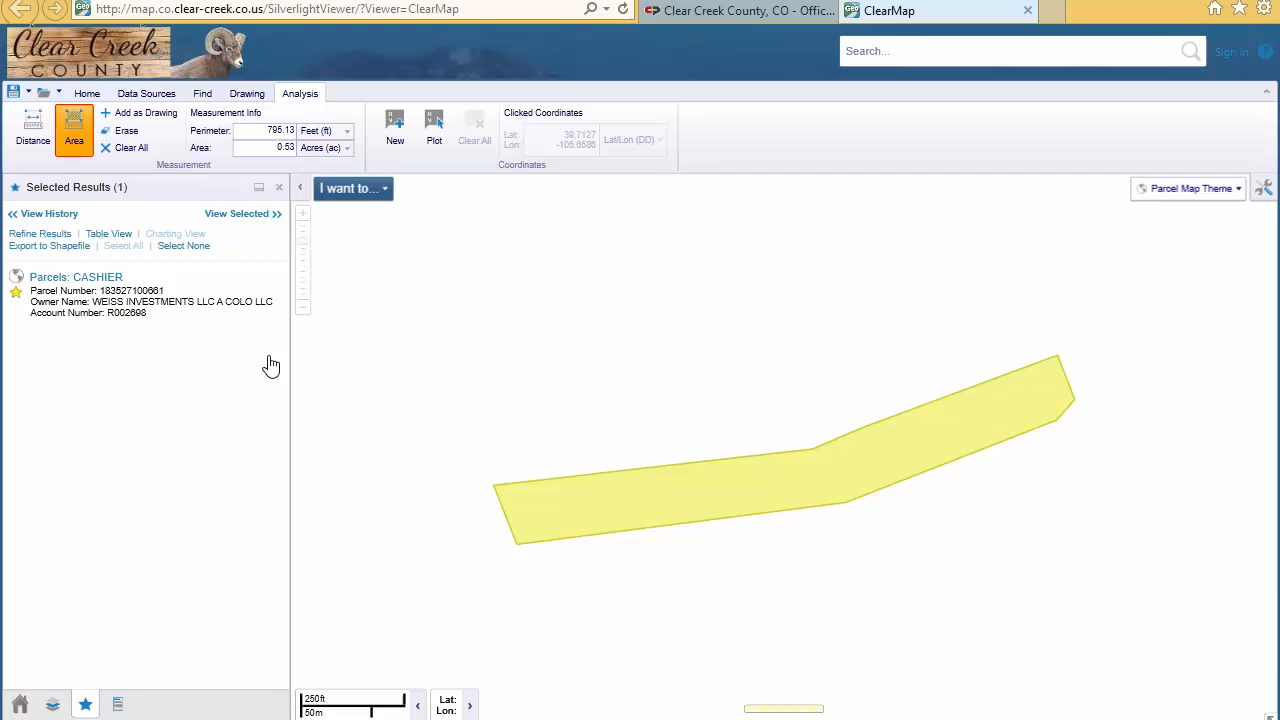 http://map.co.clear-creek.co.us/SilverlightViewer/?Viewer=ClearMap
Clear Creek County, CO - Offic...
ClearMap
Clear Creek
COUNTY
Search...
Sign in
Home
Data Sources
Find
Drawing
Analysis
Distance
Area
Add as Drawing
Erase
Clear All
Measurement Info
Perimeter: 795.13 Feet (ft)
Area: 0.53 Acres (ac)
Measurement
New
Plot
Clear All
Clicked Coordinates
Lat: 39.7127
Lon: -105.6586
Lat/Lon (DD)
Coordinates
Selected Results (1)
View History
View Selected
Refine Results | Table View | Charting View
Export to Shapefile | Select All | Select None
Parcels: CASHIER
Parcel Number: 183527100661
Owner Name: WEISS INVESTMENTS LLC A COLO LLC
Account Number: R002698
I want to...
Parcel Map Theme
250ft
50m
Lat:
Lon: